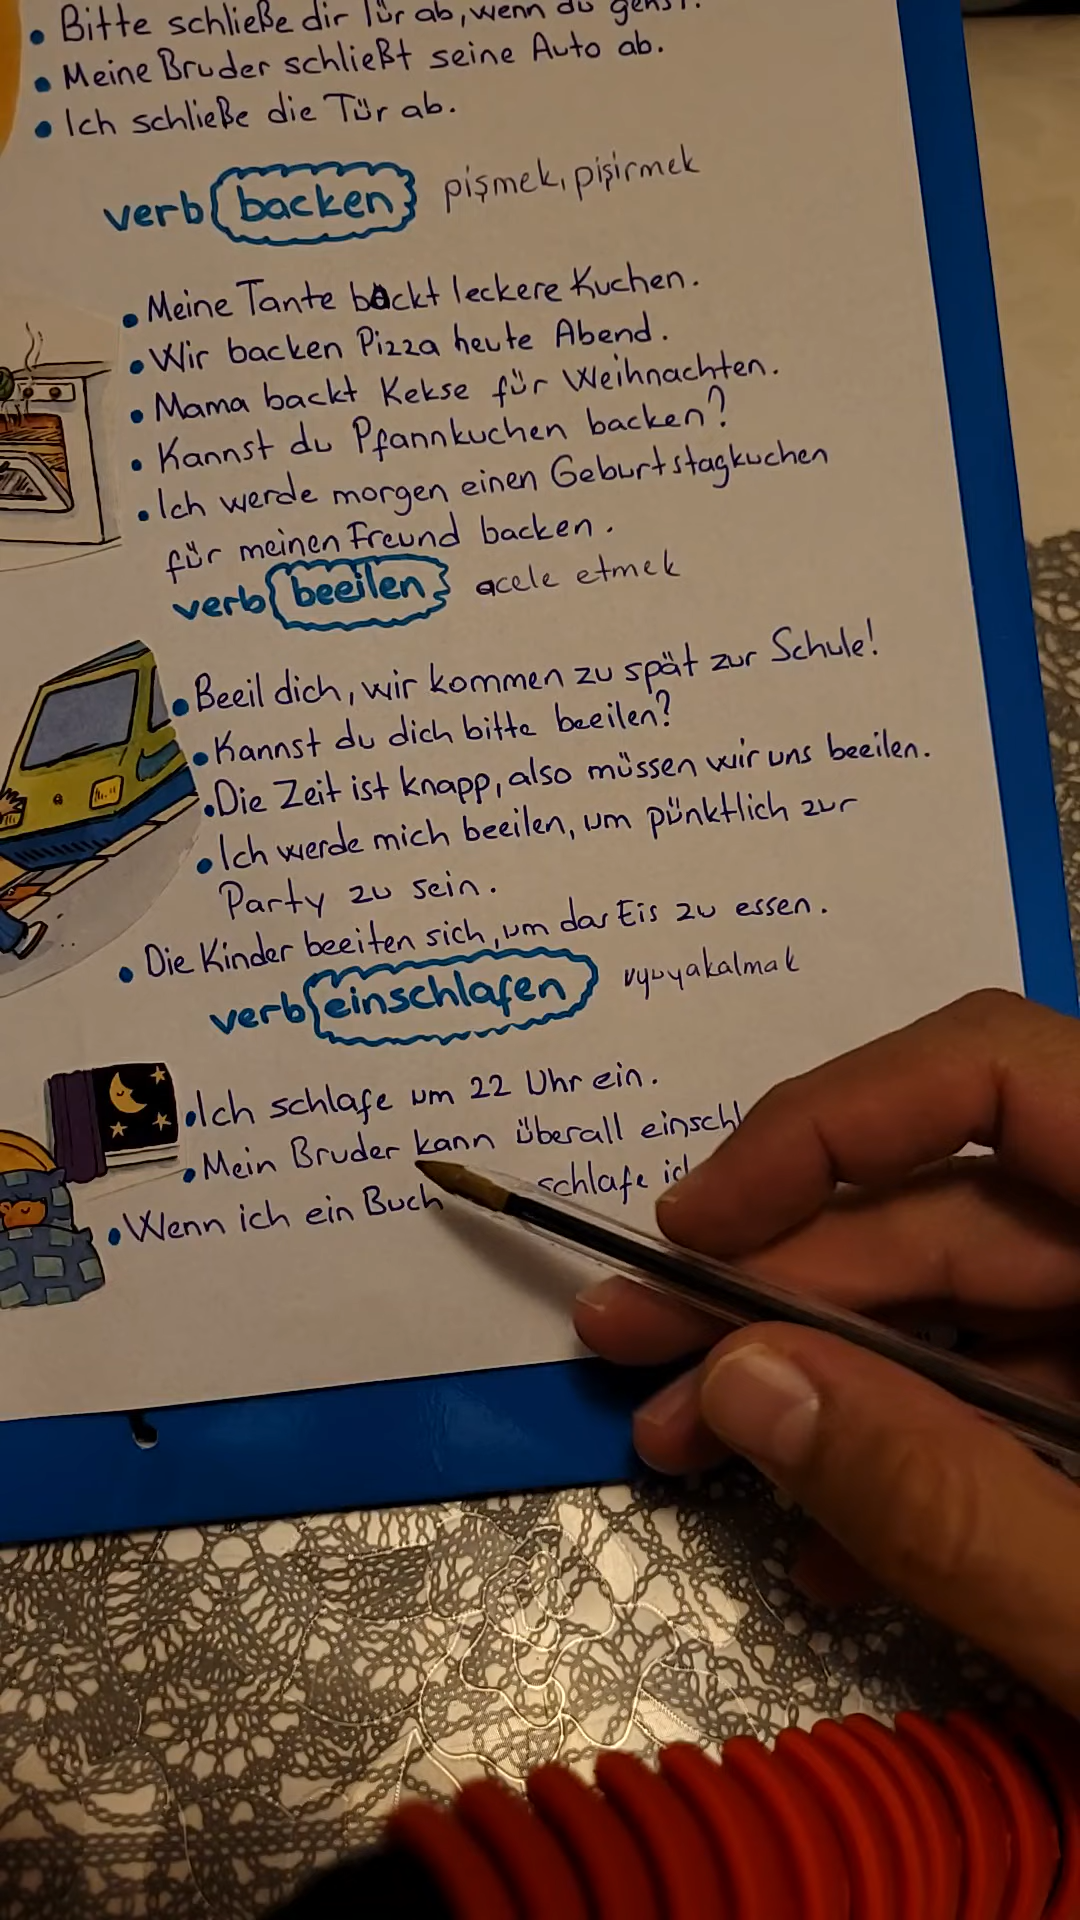 • Bitte schließe dir Tür ab, wenn du gehst.
• Meine Bruder schließt seine Auto ab.
• Ich schließe die Tür ab.
verb backen pişmek, pişirmek
• Meine Tante backt leckere Kuchen.
• Wir backen Pizza heute Abend.
• Mama backt Kekse für Weihnachten.
• Kannst du Pfannkuchen backen?
• Ich werde morgen einen Geburtstagkuchen
für meinen Freund backen.
verb beeilen acele etmek
• Beeil dich, wir kommen zu spät zur Schule!
• Kannst du dich bitte beeilen?
• Die Zeit ist knapp, also müssen wir uns beeilen.
• Ich werde mich beeilen, um pünktlich zur
Party zu sein.
• Die Kinder beeiten sich, um das Eis zu essen.
verb einschlafen uyuyakalmak
• Ich schlafe um 22 Uhr ein.
• Mein Bruder kann überall einschl
• Wenn ich ein Buch schlafe ich